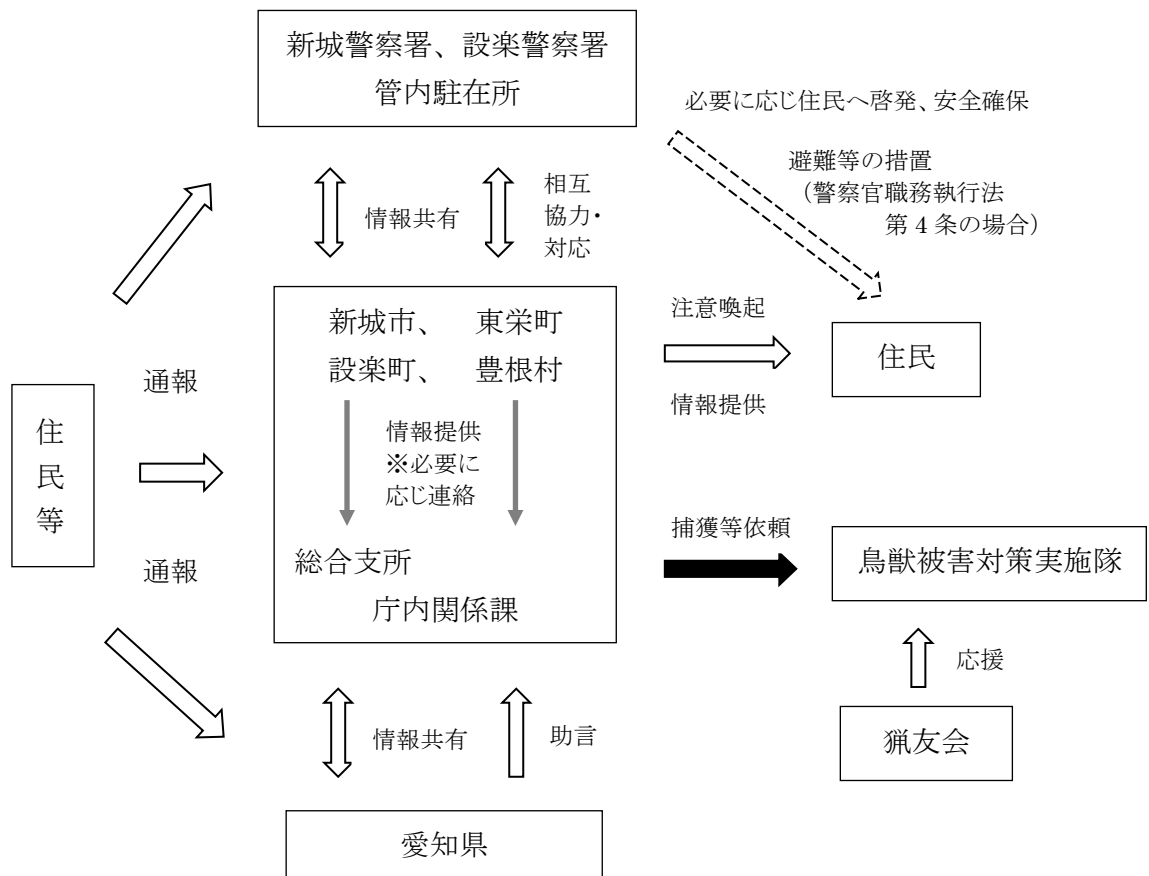 新城警察署、設楽警察署
管内駐在所
必要に応じ住民へ啓発、安全確保
避難等の措置
（警察官職務執行法
第４条の場合）
情報共有
相互
協力・
対応
新城市、　東栄町
設楽町、　豊根村
情報提供
※必要に
応じ連絡
総合支所
庁内関係課
注意喚起
情報提供
住民
通報
住
民
等
通報
捕獲等依頼
鳥獣被害対策実施隊
応援
猟友会
情報共有
助言
愛知県